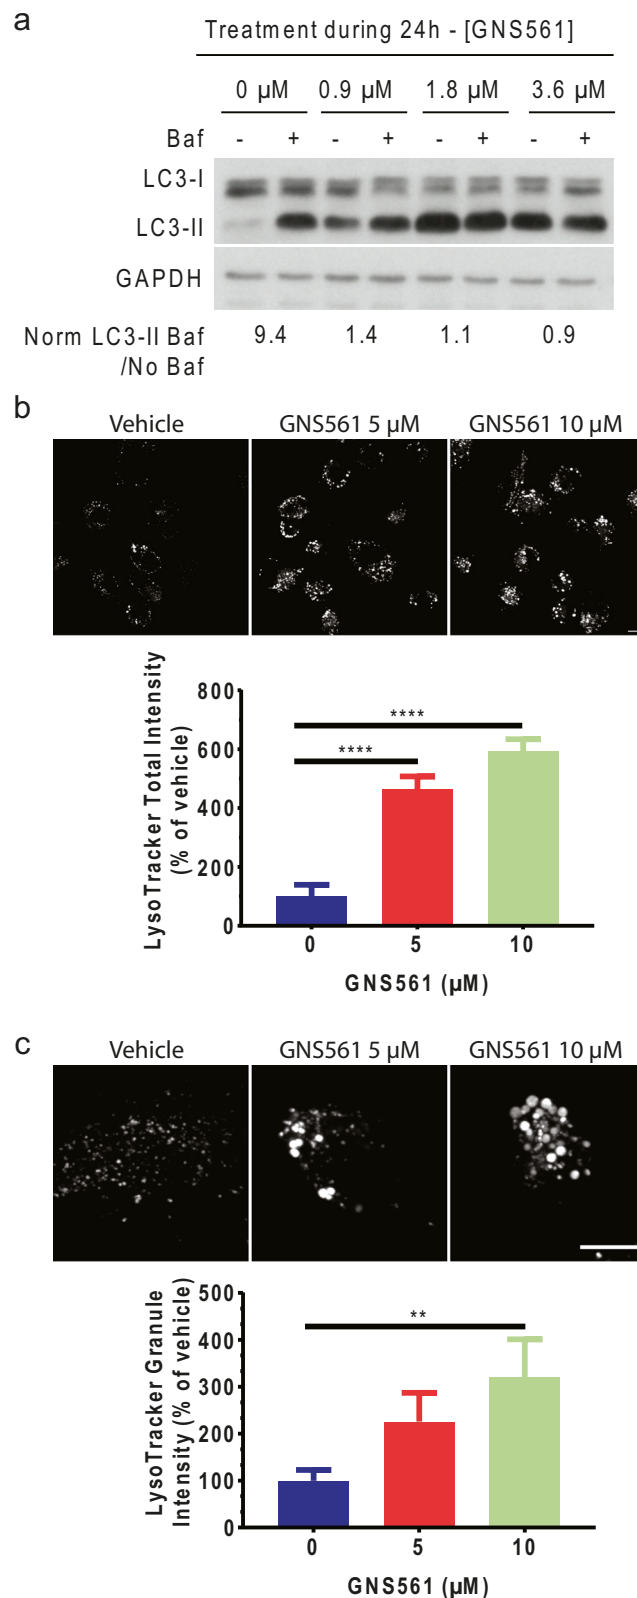 a
Treatment during 24h - [GNS561]
0 µM 0.9 µM 1.8 µM 3.6 µM
Baf - + - + - + - +
LC3-I
LC3-II
GAPDH
Norm LC3-II Baf 9.4 1.4 1.1 0.9
/No Baf
b
Vehicle GNS561 5 µM GNS561 10 µM
LysoTracker Total Intensity
(% of vehicle)
800
600
400
200
0
****
****
0 5 10
GNS561 (µM)
c
Vehicle GNS561 5 µM GNS561 10 µM
LysoTracker Granule
Intensity (% of vehicle)
500
400
300
200
100
0
**
0 5 10
GNS561 (µM)